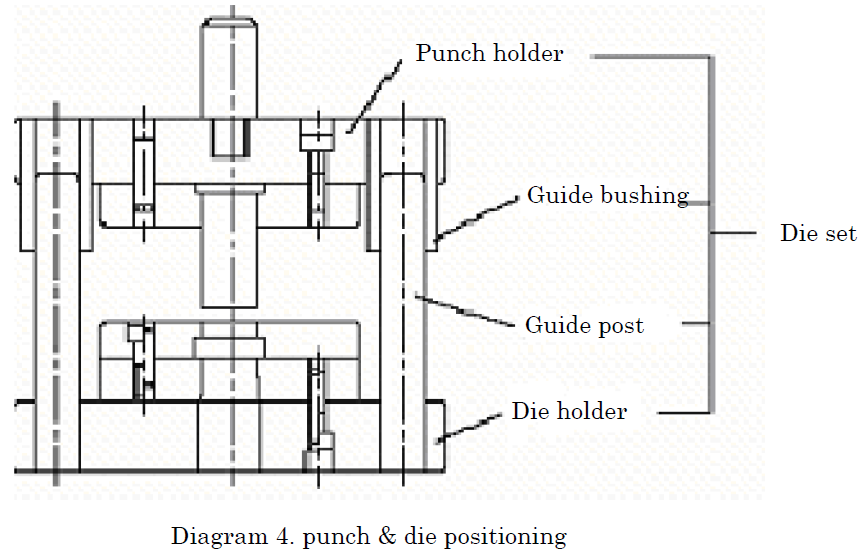 Punch holder
Guide bushing
Die set
Guide post
Die holder
Diagram 4. punch & die positioning